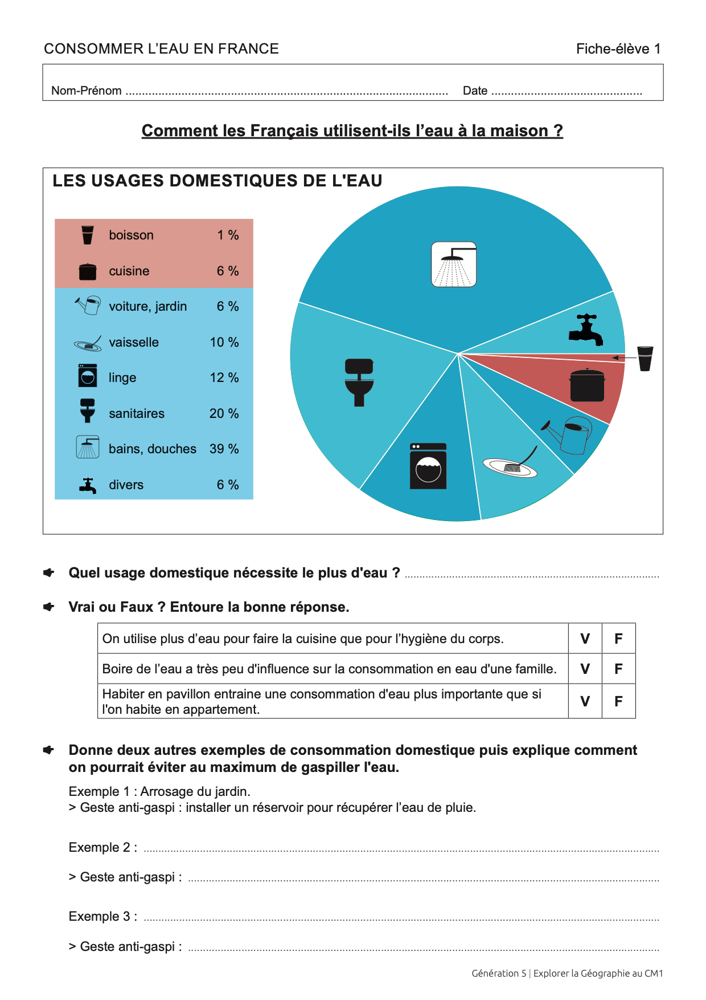 CONSOMMER L’EAU EN FRANCE Fiche-élève 1
Nom-Prénom .................................................................................................. Date ..............................................
Comment les Français utilisent-ils l’eau à la maison ?
LES USAGES DOMESTIQUES DE L'EAU
boisson 1 %
cuisine 6 %
voiture, jardin 6 %
vaisselle 10 %
linge 12 %
sanitaires 20 %
bains, douches 39 %
divers 6 %
Quel usage domestique nécessite le plus d'eau ? ......................................................................................
Vrai ou Faux ? Entoure la bonne réponse.
On utilise plus d’eau pour faire la cuisine que pour l’hygiène du corps. V F
Boire de l’eau a très peu d'influence sur la consommation en eau d'une famille. V F
Habiter en pavillon entraine une consommation d'eau plus importante que si
l'on habite en appartement. V F
Donne deux autres exemples de consommation domestique puis explique comment
on pourrait éviter au maximum de gaspiller l'eau.
Exemple 1 : Arrosage du jardin.
> Geste anti-gaspi : installer un réservoir pour récupérer l’eau de pluie.
Exemple 2 : ..............................................................................................................................
> Geste anti-gaspi : ..............................................................................................................
Exemple 3 : ..............................................................................................................................
> Geste anti-gaspi : ..............................................................................................................
Génération 5 | Explorer la Géographie au CM1